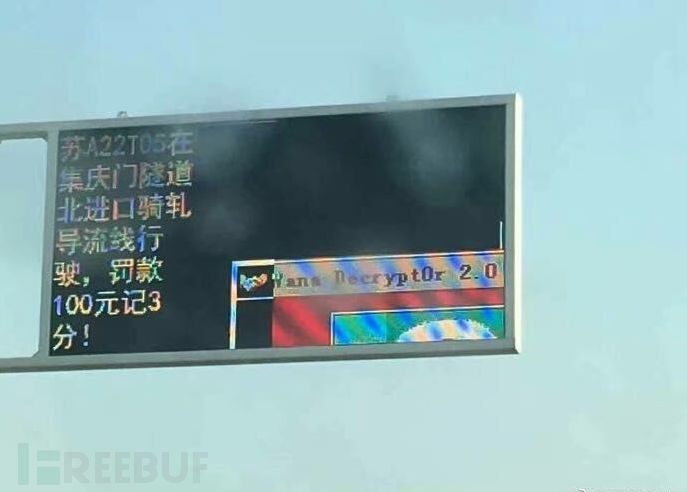 苏A22T05在
集庆门隧道
北进口骑轧
导流线行
驶，罚款
100元记3
分！
Wana Decrypt0r 2.0
REEBUF